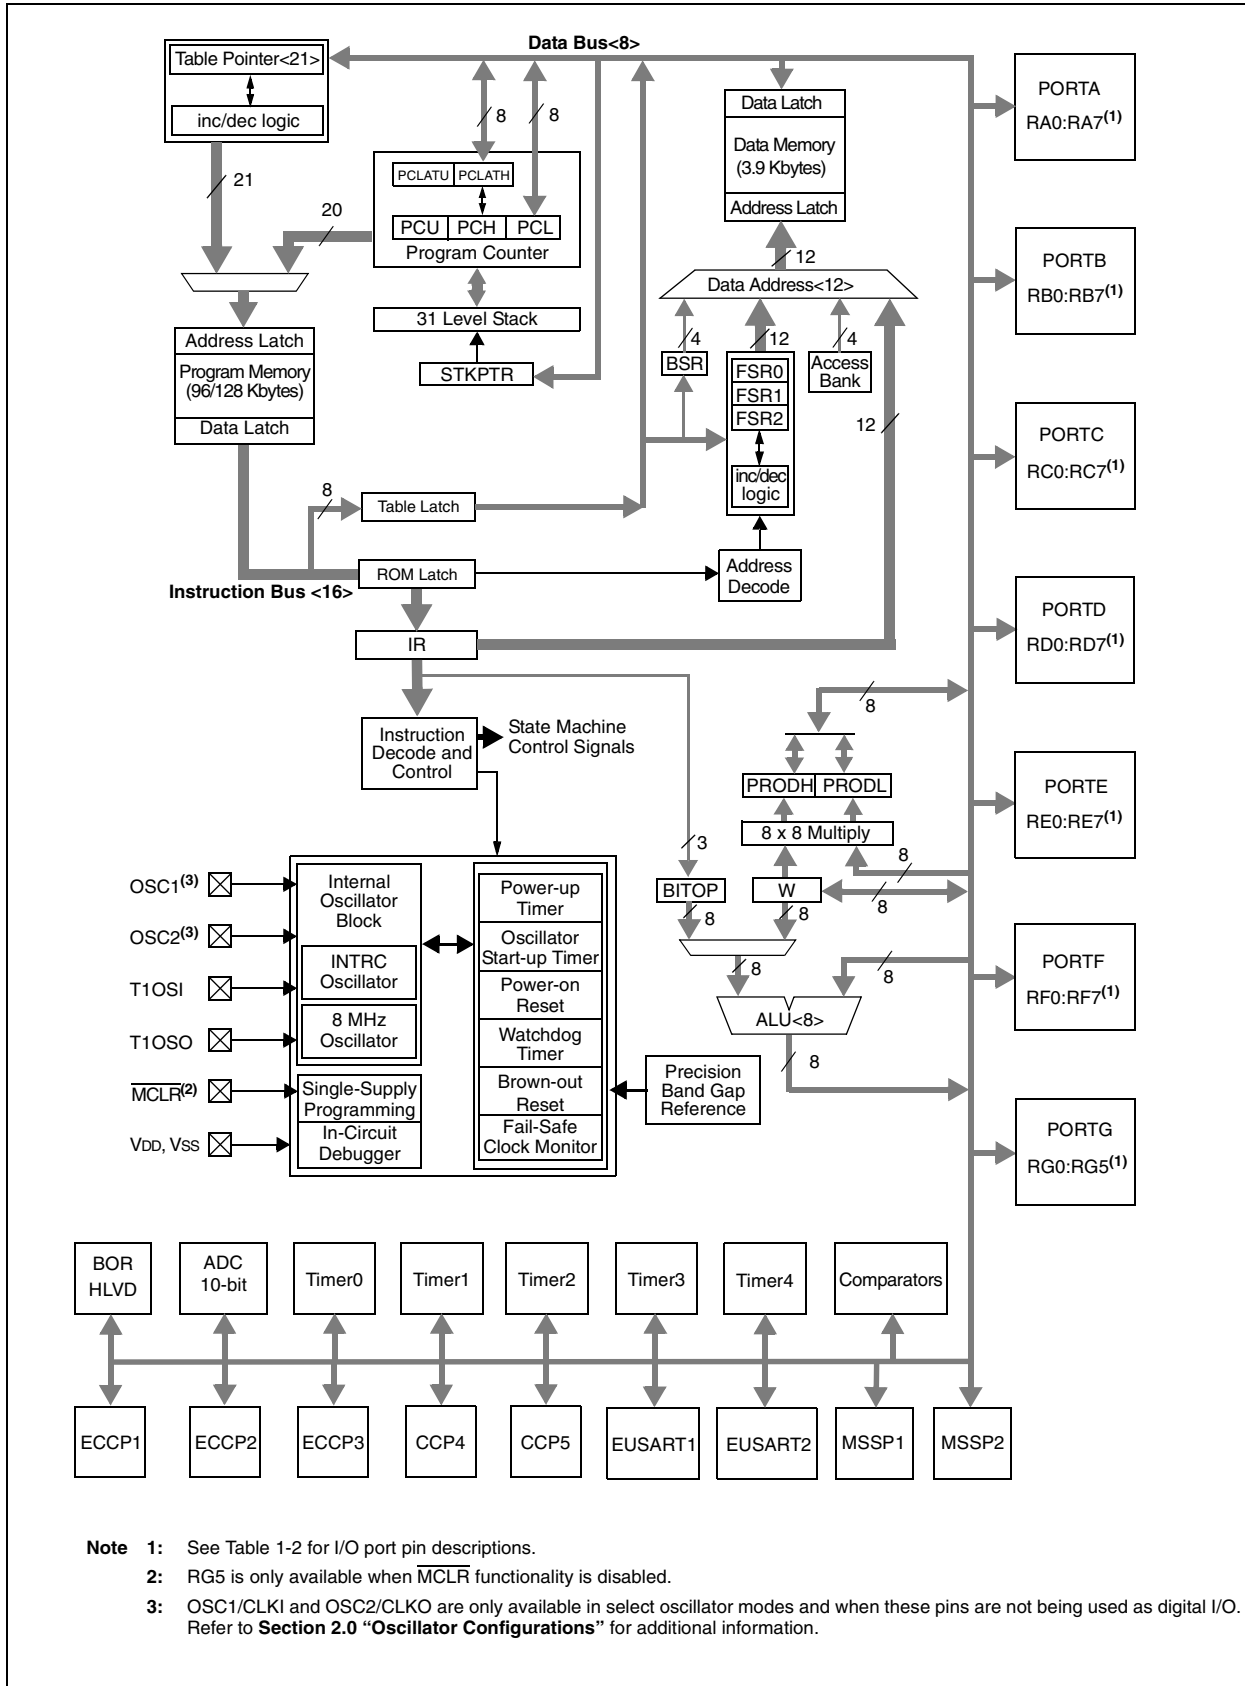 Data Bus<8>
Table Pointer<21>
inc/dec logic
21
8
8
20
PCLATU PCLATH
PCU PCH PCL
Program Counter
31 Level Stack
STKPTR
Data Latch
Data Memory
(3.9 Kbytes)
Address Latch
12
Data Address<12>
4
12
4
BSR
FSR0
FSR1
FSR2
inc/dec
logic
Access
Bank
12
Address Latch
Program Memory
(96/128 Kbytes)
Data Latch
8
Table Latch
ROM Latch
Instruction Bus <16>
Address
Decode
IR
Instruction
Decode and
Control
State Machine
Control Signals
8
PRODH PRODL
8 x 8 Multiply
3
8
BITOP
W
8
8
8
8
8
ALU<8>
8
OSC1(3)
OSC2(3)
T1OSI
T1OSO
MCLR(2)
VDD, VSS
Internal
Oscillator
Block
INTRC
Oscillator
8 MHz
Oscillator
Single-Supply
Programming
In-Circuit
Debugger
Power-up
Timer
Oscillator
Start-up Timer
Power-on
Reset
Watchdog
Timer
Brown-out
Reset
Fail-Safe
Clock Monitor
Precision
Band Gap
Reference
PORTA
RA0:RA7(1)
PORTB
RB0:RB7(1)
PORTC
RC0:RC7(1)
PORTD
RD0:RD7(1)
PORTE
RE0:RE7(1)
PORTF
RF0:RF7(1)
PORTG
RG0:RG5(1)
BOR
HLVD
ADC
10-bit
Timer0
Timer1
Timer2
Timer3
Timer4
Comparators
ECCP1
ECCP2
ECCP3
CCP4
CCP5
EUSART1
EUSART2
MSSP1
MSSP2
Note 1: See Table 1-2 for I/O port pin descriptions.
2: RG5 is only available when MCLR functionality is disabled.
3: OSC1/CLKI and OSC2/CLKO are only available in select oscillator modes and when these pins are not being used as digital I/O.
Refer to Section 2.0 “Oscillator Configurations” for additional information.